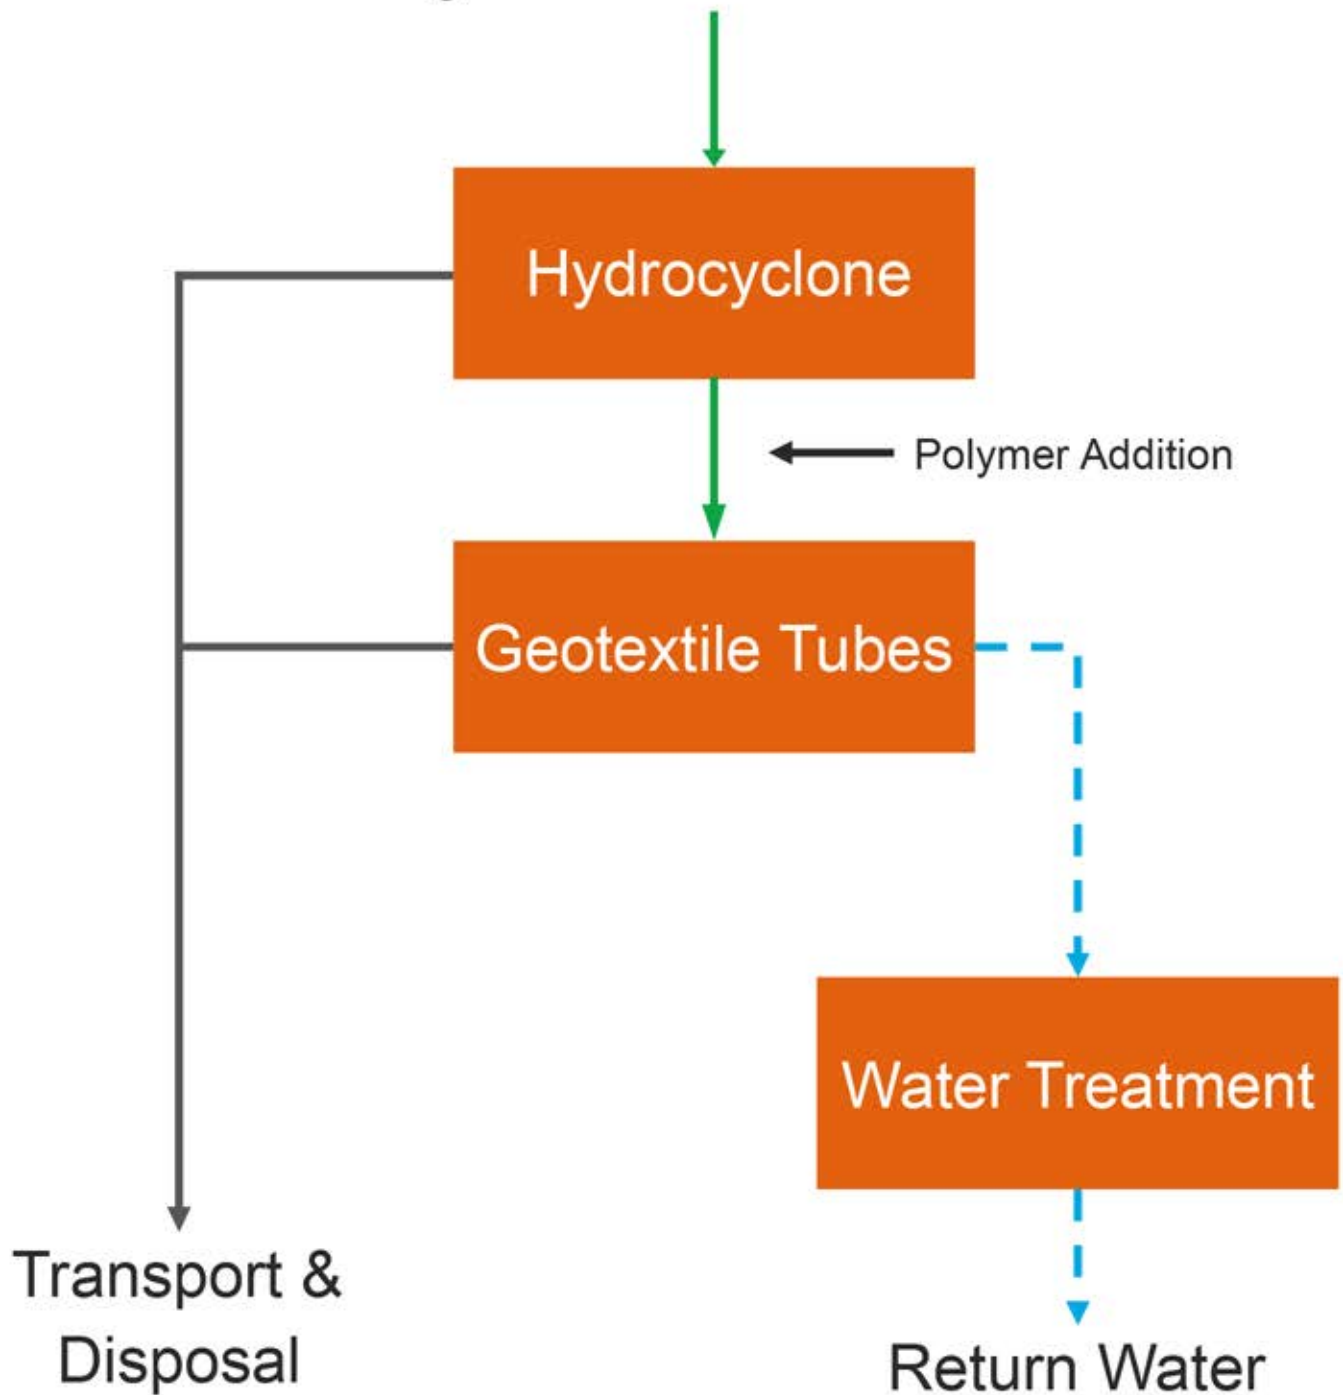 Hydrocyclone
Polymer Addition
Geotextile Tubes
Water Treatment
Transport &
Disposal
Return Water